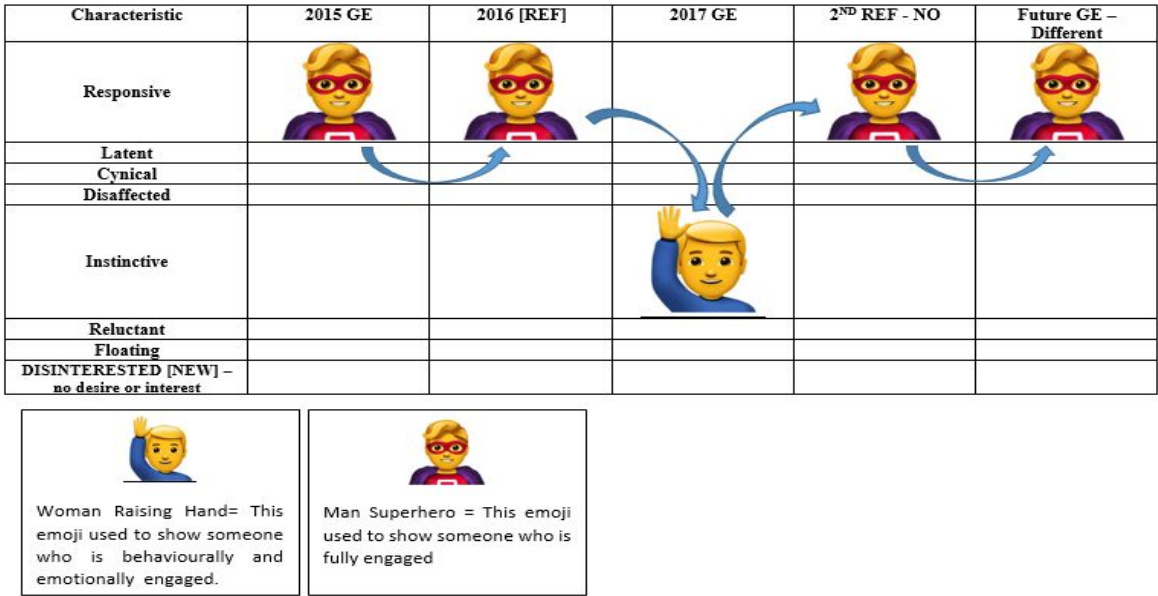 Characteristic 2015 GE 2016 [REF] 2017 GE 2ND REF - NO Future GE –
Different
Responsive
Latent
Cynical
Disaffected
Instinctive
Reluctant
Floating
DISINTERESTED [NEW] –
no desire or interest
Woman Raising Hand= This
emoji used to show someone
who is behaviourally and
emotionally engaged.
Man Superhero = This emoji
used to show someone who is
fully engaged